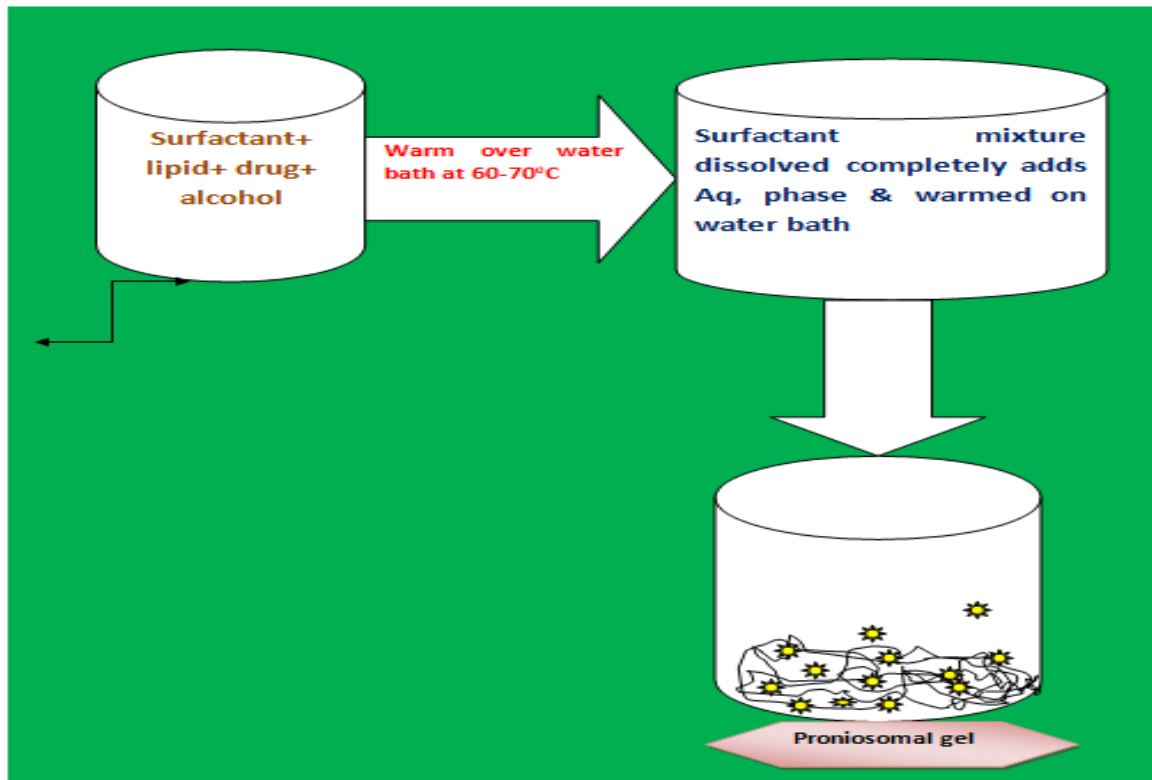 Surfactant+
lipid+ drug+
alcohol
Warm over water
bath at 60-70°C
Surfactant mixture
dissolved completely adds
Aq, phase & warmed on
water bath
Proniosomal gel